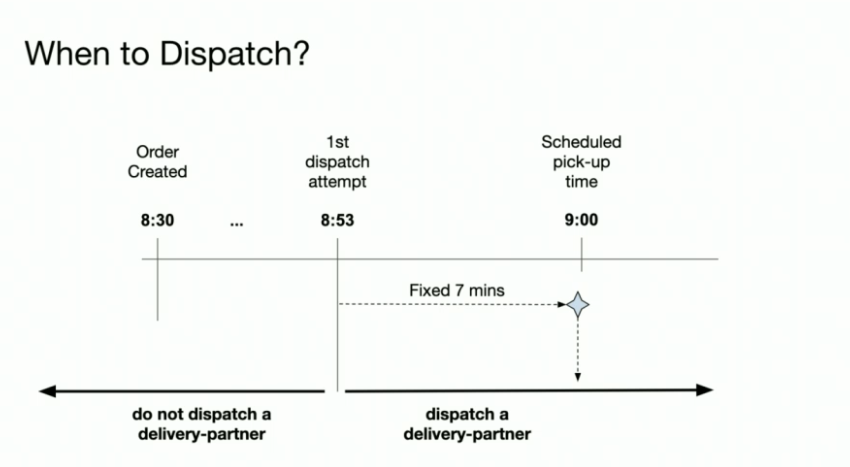 When to Dispatch?
Order
Created
1st
dispatch
attempt
Scheduled
pick-up
time
8:30
...
8:53
9:00
Fixed 7 mins
do not dispatch a
delivery-partner
dispatch a
delivery-partner